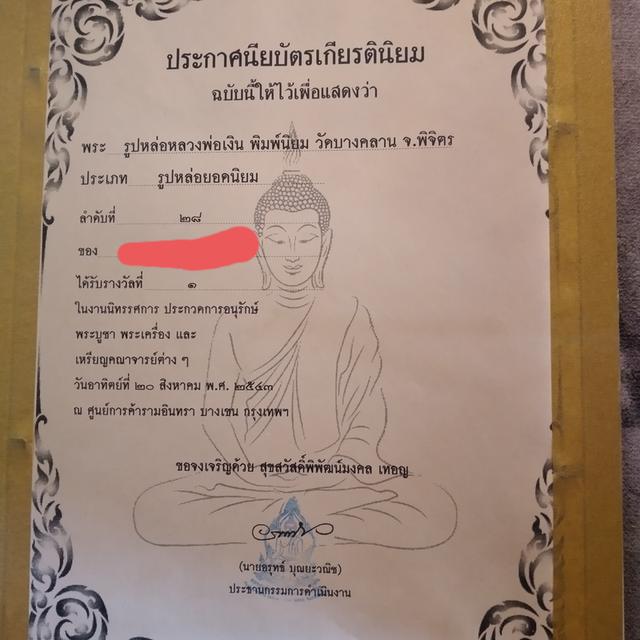 ประกาศนียบัตรเกียรตินิยม
ฉบับนี้ให้ไว้เพื่อแสดงว่า
พระ รูปหล่อหลวงพ่อเงิน พิมพ์นิยม วัดบางคลาน จ.พิจิตร
ประเภท รูปหล่อยอดนิยม
ลำดับที่ ๒๘
ของ
ได้รับรางวัลที่ ๑
ในงานนิทรรศการ ประกวดการอนุรักษ์
พระบูชา พระเครื่อง และ
เหรียญคณาจารย์ต่าง ๆ
วันอาทิตย์ที่ ๒๐ สิงหาคม พ.ศ. ๒๕๔๓
ณ ศูนย์การค้ารามอินทรา บางเขน กรุงเทพฯ
ขอจงเจริญด้วย สุขสวัสดิ์พิพัฒน์มงคล เทอญ
(นายอรุทธ์ บุณยะวณิช)
ประธานกรรมการดำเนินงาน